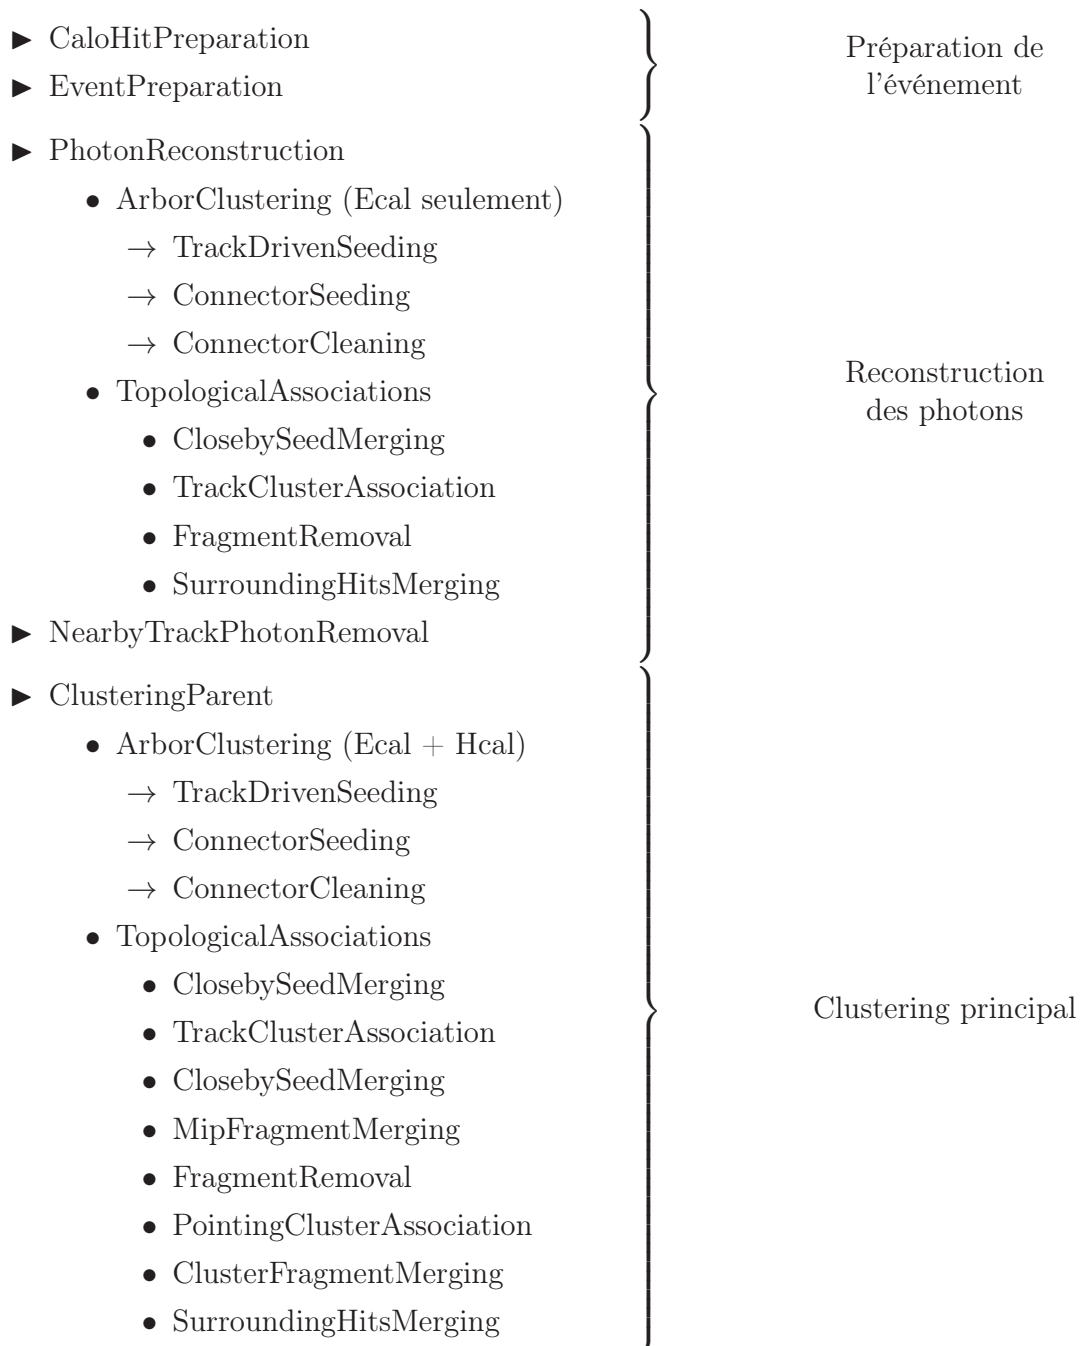 ► CaloHitPreparation
► EventPreparation
Préparation de
l'événement
► PhotonReconstruction
• ArborClustering (Ecal seulement)
→ TrackDrivenSeeding
→ ConnectorSeeding
→ ConnectorCleaning
• TopologicalAssociations
• ClosebySeedMerging
• TrackClusterAssociation
• FragmentRemoval
• SurroundingHitsMerging
► NearbyTrackPhotonRemoval
Reconstruction
des photons
► ClusteringParent
• ArborClustering (Ecal + Hcal)
→ TrackDrivenSeeding
→ ConnectorSeeding
→ ConnectorCleaning
• TopologicalAssociations
• ClosebySeedMerging
• TrackClusterAssociation
• ClosebySeedMerging
• MipFragmentMerging
• FragmentRemoval
• PointingClusterAssociation
• ClusterFragmentMerging
• SurroundingHitsMerging
Clustering principal